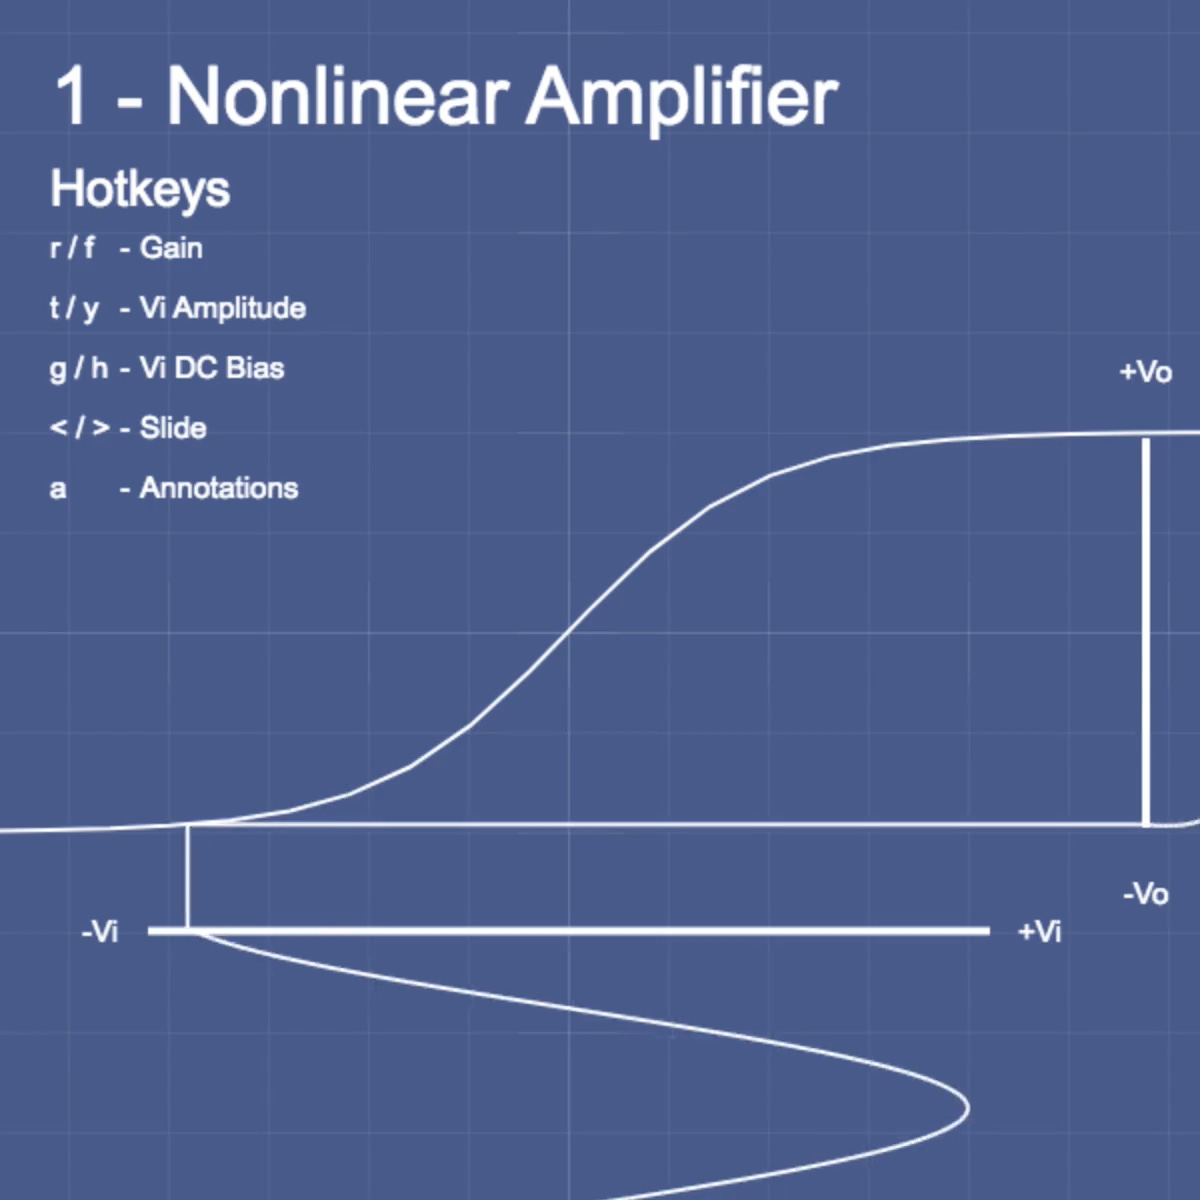 1 - Nonlinear Amplifier
Hotkeys
r / f - Gain
t / y - Vi Amplitude
g / h - Vi DC Bias
< / > - Slide
a - Annotations
+Vo
-Vo
-Vi
+Vi